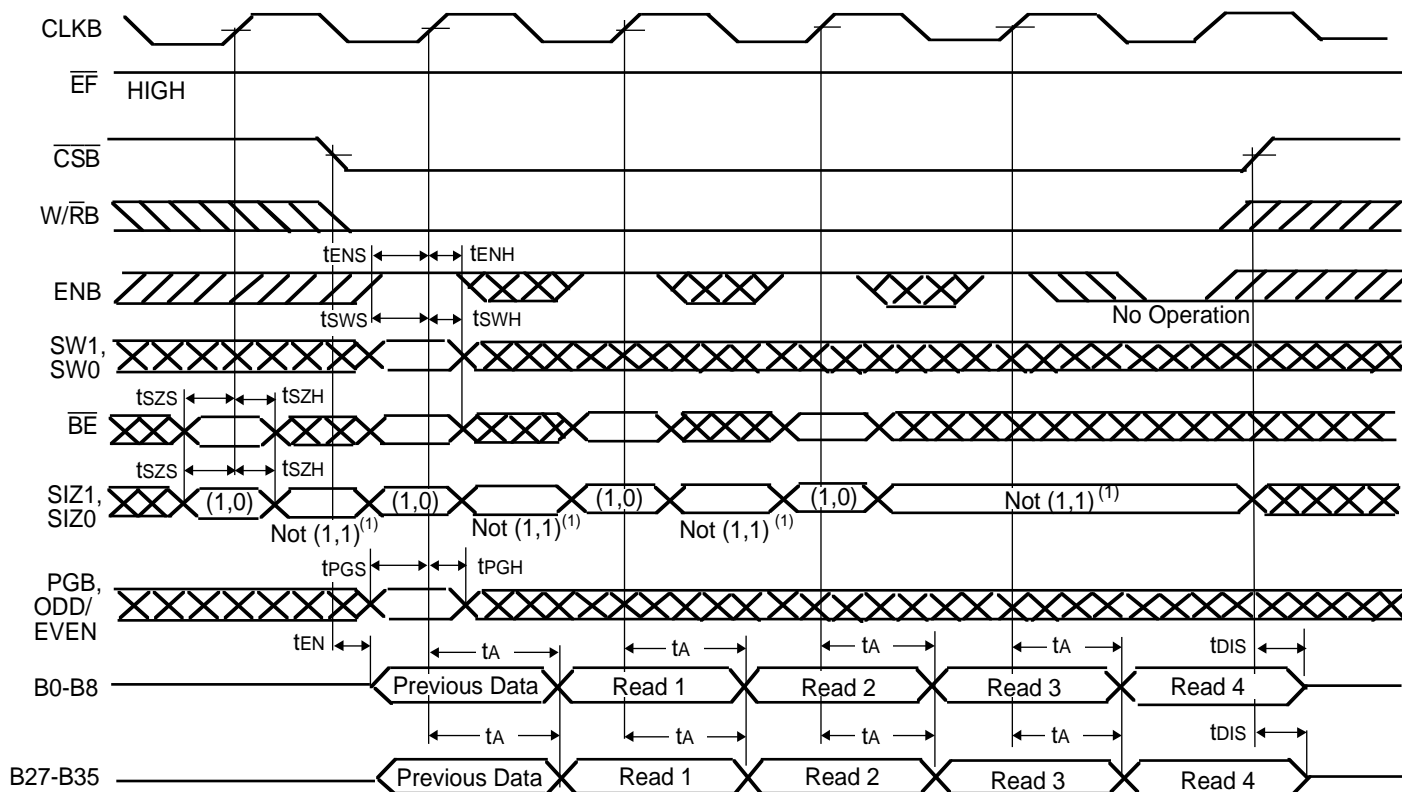 CLKB
EF HIGH
CSB
W/RB
tENS tENH
ENB
No Operation
tSWS tSWH
SW1,
SW0
tSZS tSZH
BE
tSZS tSZH
SIZ1,
SIZ0
(1,0) (1,0) (1,0) (1,0) Not (1,1)(1)
Not (1,1)(1) Not (1,1)(1) Not (1,1)(1)
tPGS tPGH
PGB,
ODD/
EVEN
tEN tA tA tA tA tDIS
B0-B8 Previous Data Read 1 Read 2 Read 3 Read 4
tA tA tA tA tDIS
B27-B35 Previous Data Read 1 Read 2 Read 3 Read 4